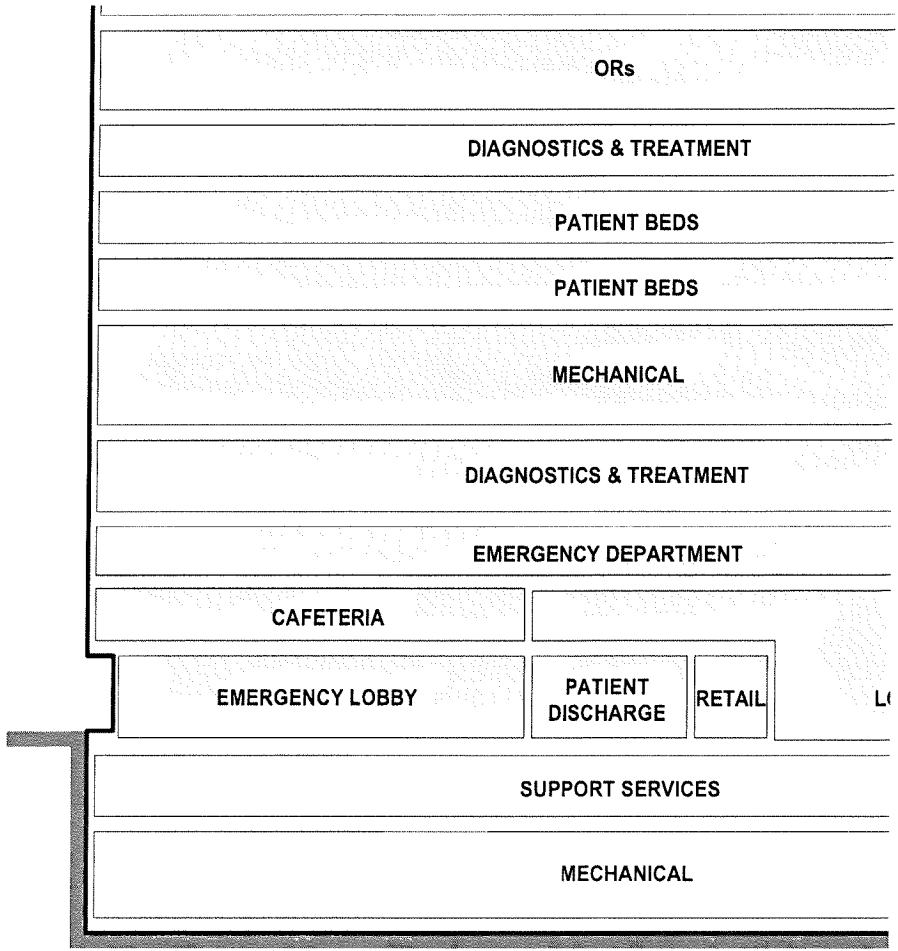 ORs
DIAGNOSTICS & TREATMENT
PATIENT BEDS
PATIENT BEDS
MECHANICAL
DIAGNOSTICS & TREATMENT
EMERGENCY DEPARTMENT
CAFETERIA
EMERGENCY LOBBY
PATIENT
DISCHARGE
RETAIL
SUPPORT SERVICES
MECHANICAL